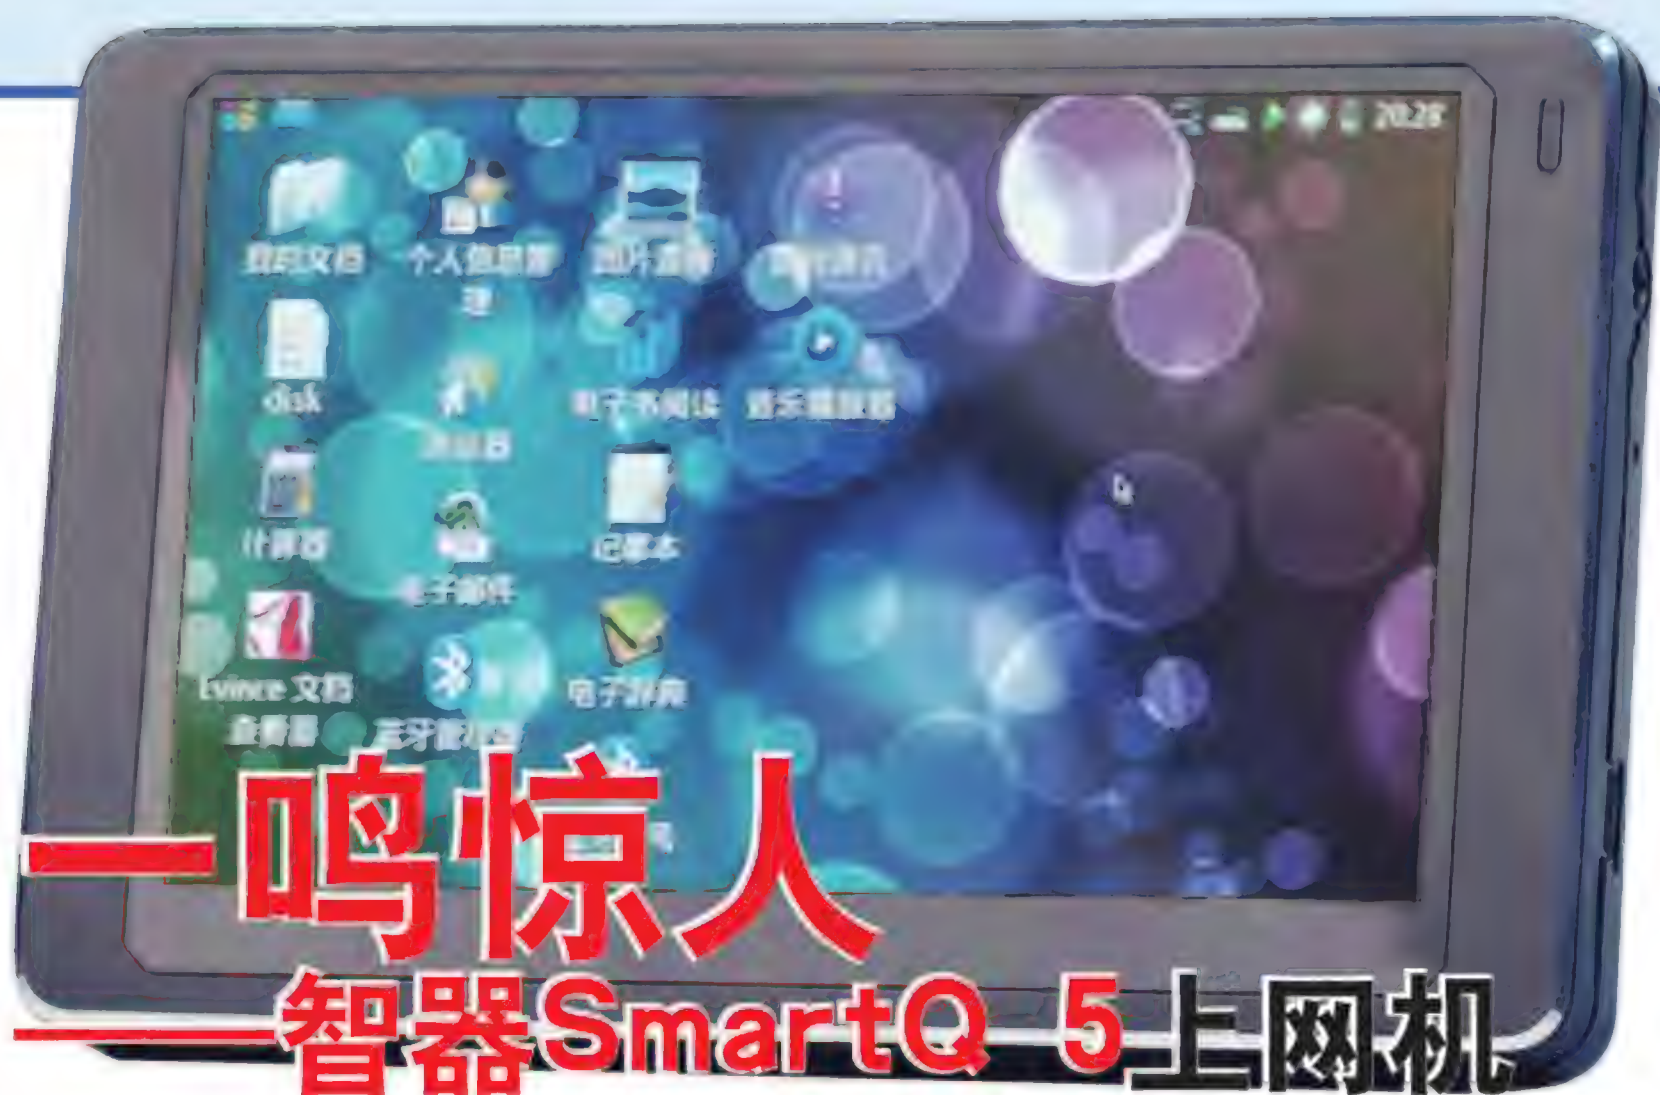 20:28
我的文档
个人信息管
理
图片查看
disk
浏览器
电子书阅读
音乐播放器
计算器
电子邮件
记事本
Evince 文档
查看器
蓝牙管理器
电子辞典
一鸣惊人
——智器SmartQ 5上网机